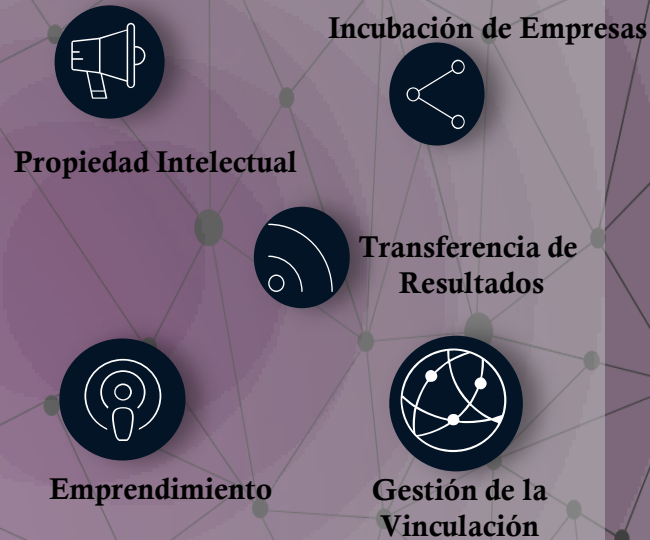 Incubación de Empresas
Propiedad Intelectual
Transferencia de
Resultados
Emprendimiento
Gestión de la
Vinculación